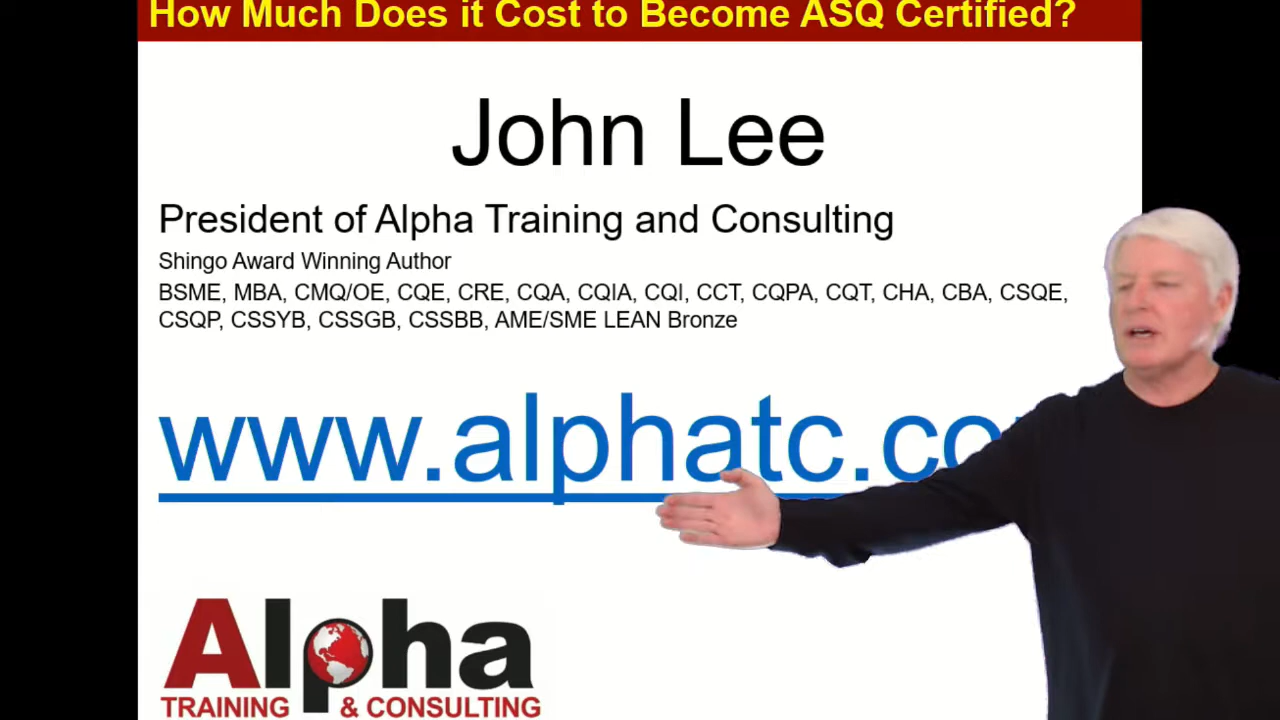 How Much Does it Cost to Become ASQ Certified?
John Lee
President of Alpha Training and Consulting
Shingo Award Winning Author
BSME, MBA, CMQ/OE, CQE, CRE, CQA, CQIA, CQI, CCT, CQPA, CQT, CHA, CBA, CSQE,
CSQP, CSSYB, CSSGB, CSSBB, AME/SME LEAN Bronze
www.alphatc.co
Alpha
TRAINING & CONSULTING